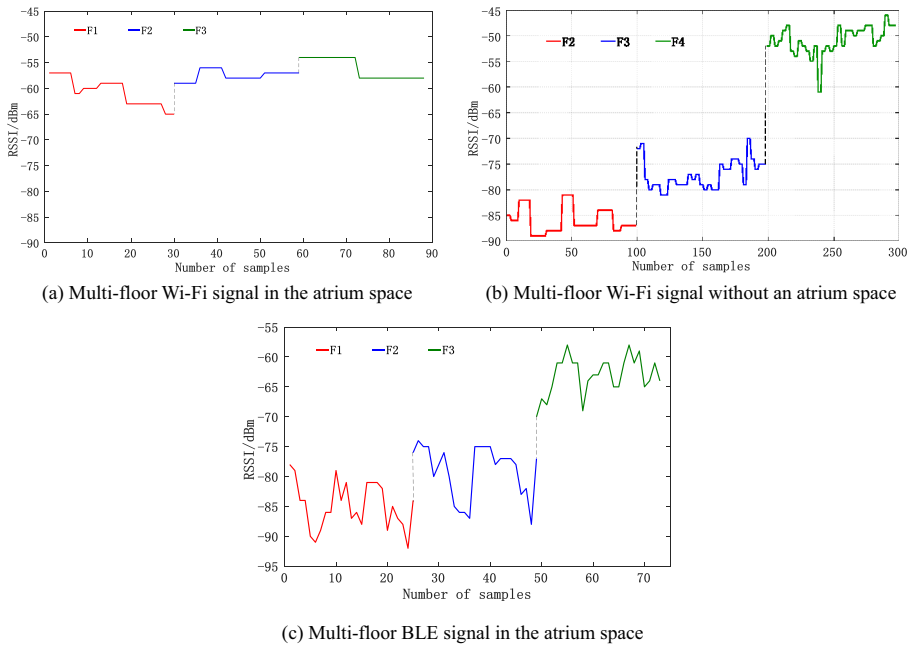 -45
-50
-55
-60
-65
-70
-75
-80
-85
-90
RSSI/dBm
F1 F2 F3
0 10 20 30 40 50 60 70 80 90
Number of samples
(a) Multi-floor Wi-Fi signal in the atrium space
-45
-50
-55
-60
-65
-70
-75
-80
-85
-90
RSSI/dBm
F2 F3 F4
0 50 100 150 200 250 300
Number of samples
(b) Multi-floor Wi-Fi signal without an atrium space
-55
-60
-65
-70
-75
-80
-85
-90
-95
RSSI/dBm
F1 F2 F3
0 10 20 30 40 50 60 70
Number of samples
(c) Multi-floor BLE signal in the atrium space